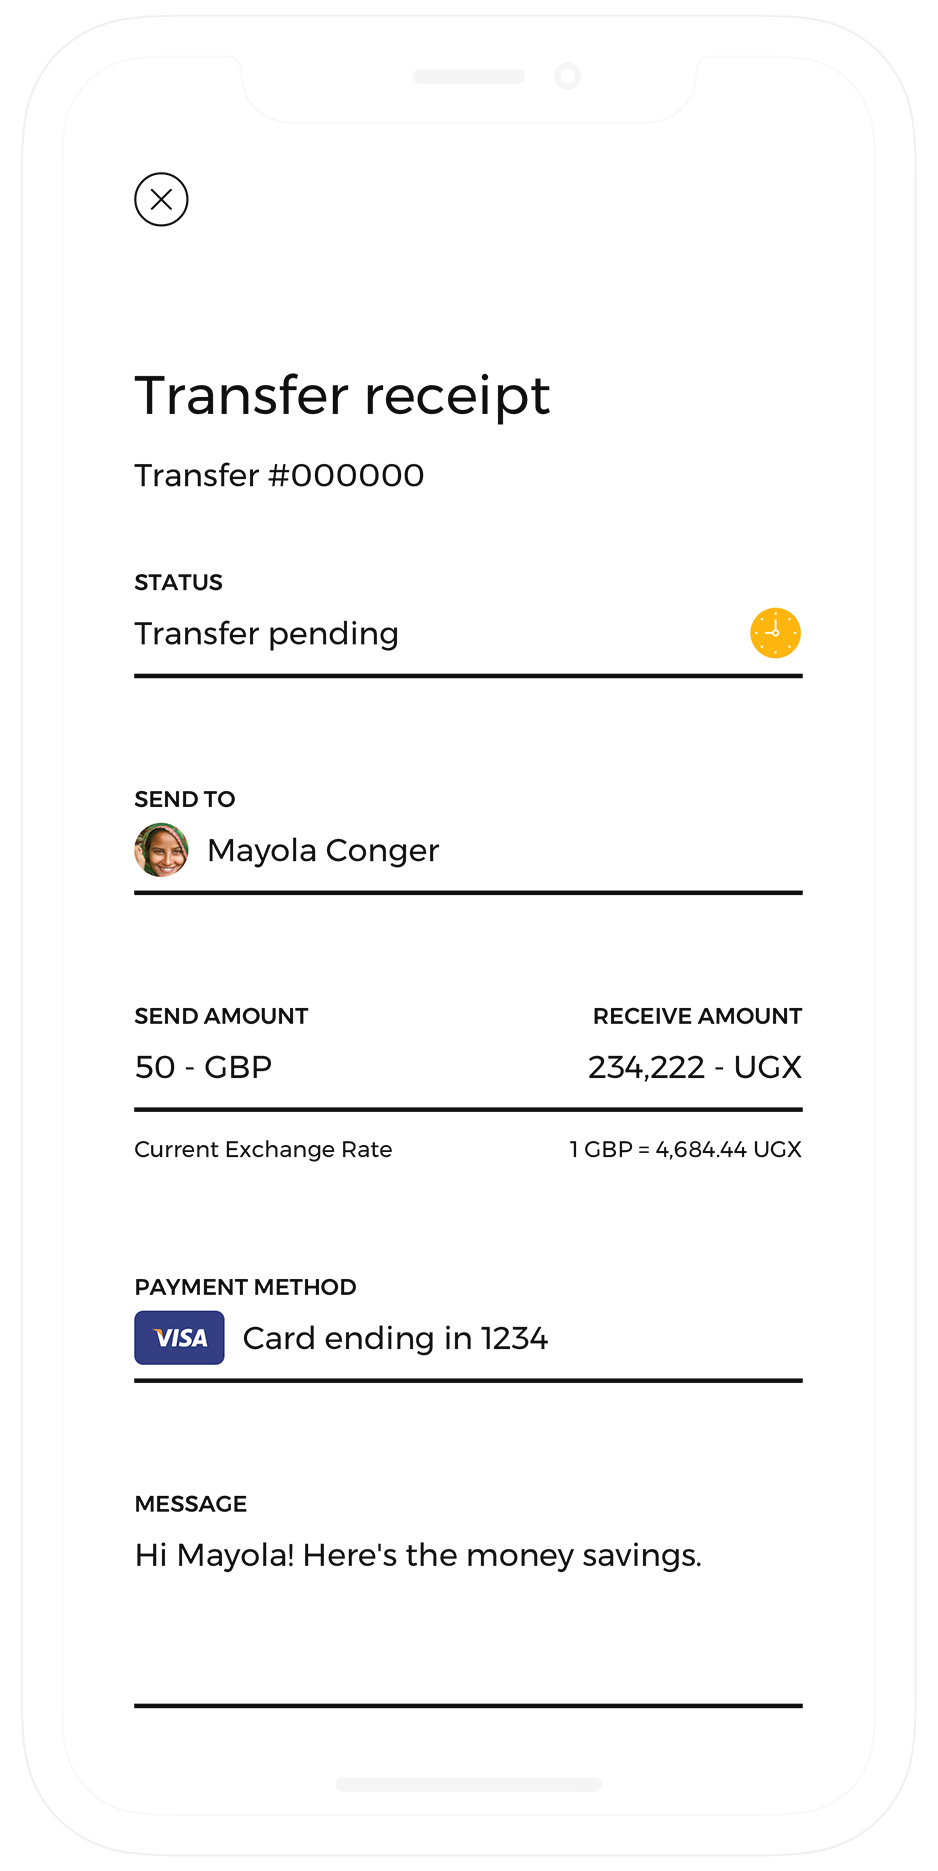 Transfer receipt
Transfer #000000
STATUS
Transfer pending
SEND TO
Mayola Conger
SEND AMOUNT RECEIVE AMOUNT
50 - GBP 234,222 - UGX
Current Exchange Rate 1 GBP = 4,684.44 UGX
PAYMENT METHOD
VISA Card ending in 1234
MESSAGE
Hi Mayola! Here's the money savings.